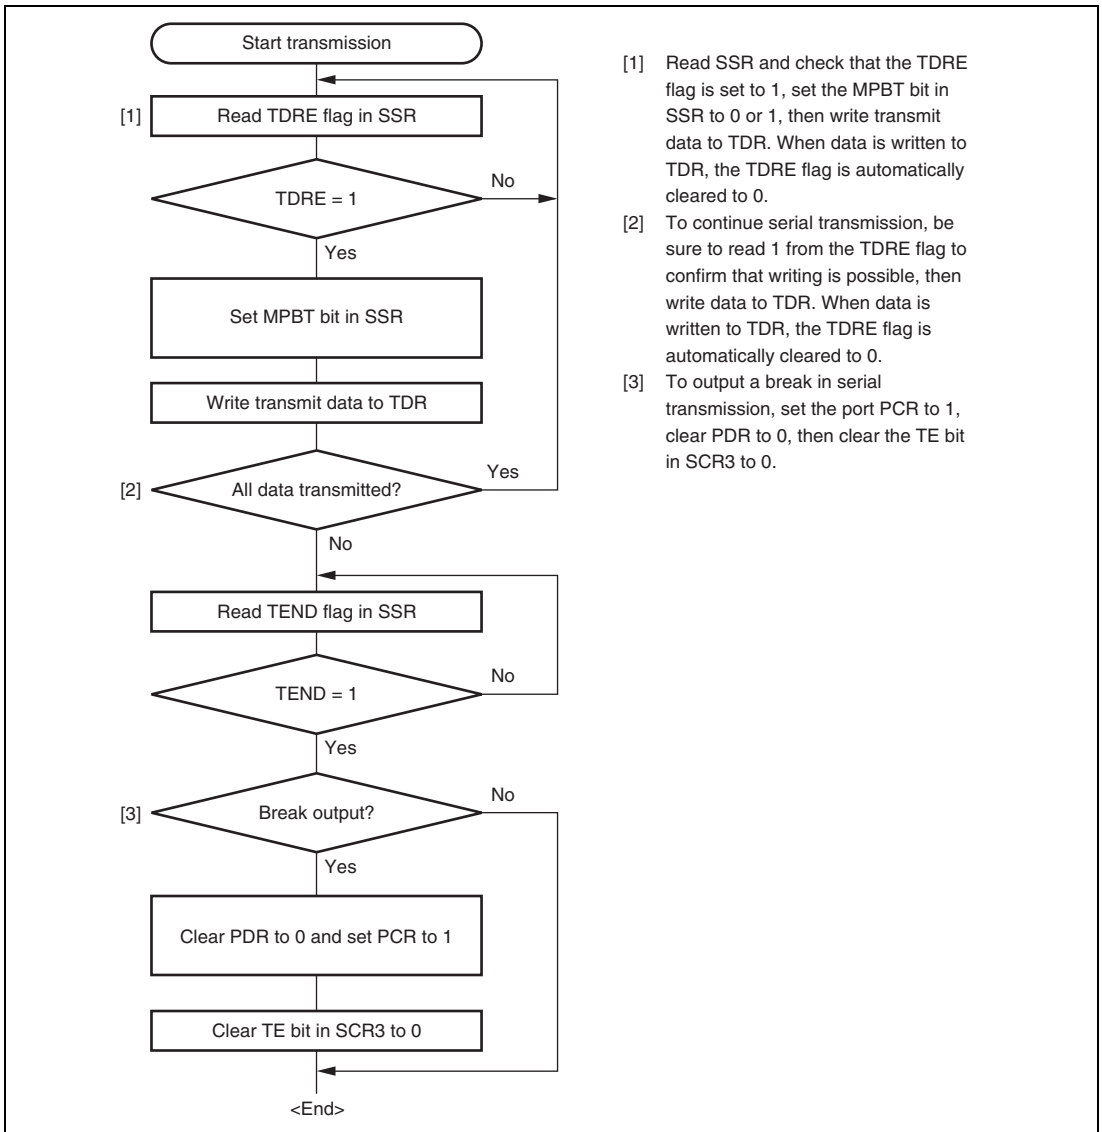 Start transmission
[1]
Read TDRE flag in SSR
TDRE = 1
No
Yes
Set MPBT bit in SSR
Write transmit data to TDR
[2]
All data transmitted?
Yes
No
Read TEND flag in SSR
TEND = 1
No
Yes
[3]
Break output?
No
Yes
Clear PDR to 0 and set PCR to 1
Clear TE bit in SCR3 to 0
<End>
[1] Read SSR and check that the TDRE
flag is set to 1, set the MPBT bit in
SSR to 0 or 1, then write transmit
data to TDR. When data is written to
TDR, the TDRE flag is automatically
cleared to 0.
[2] To continue serial transmission, be
sure to read 1 from the TDRE flag to
confirm that writing is possible, then
write data to TDR. When data is
written to TDR, the TDRE flag is
automatically cleared to 0.
[3] To output a break in serial
transmission, set the port PCR to 1,
clear PDR to 0, then clear the TE bit
in SCR3 to 0.